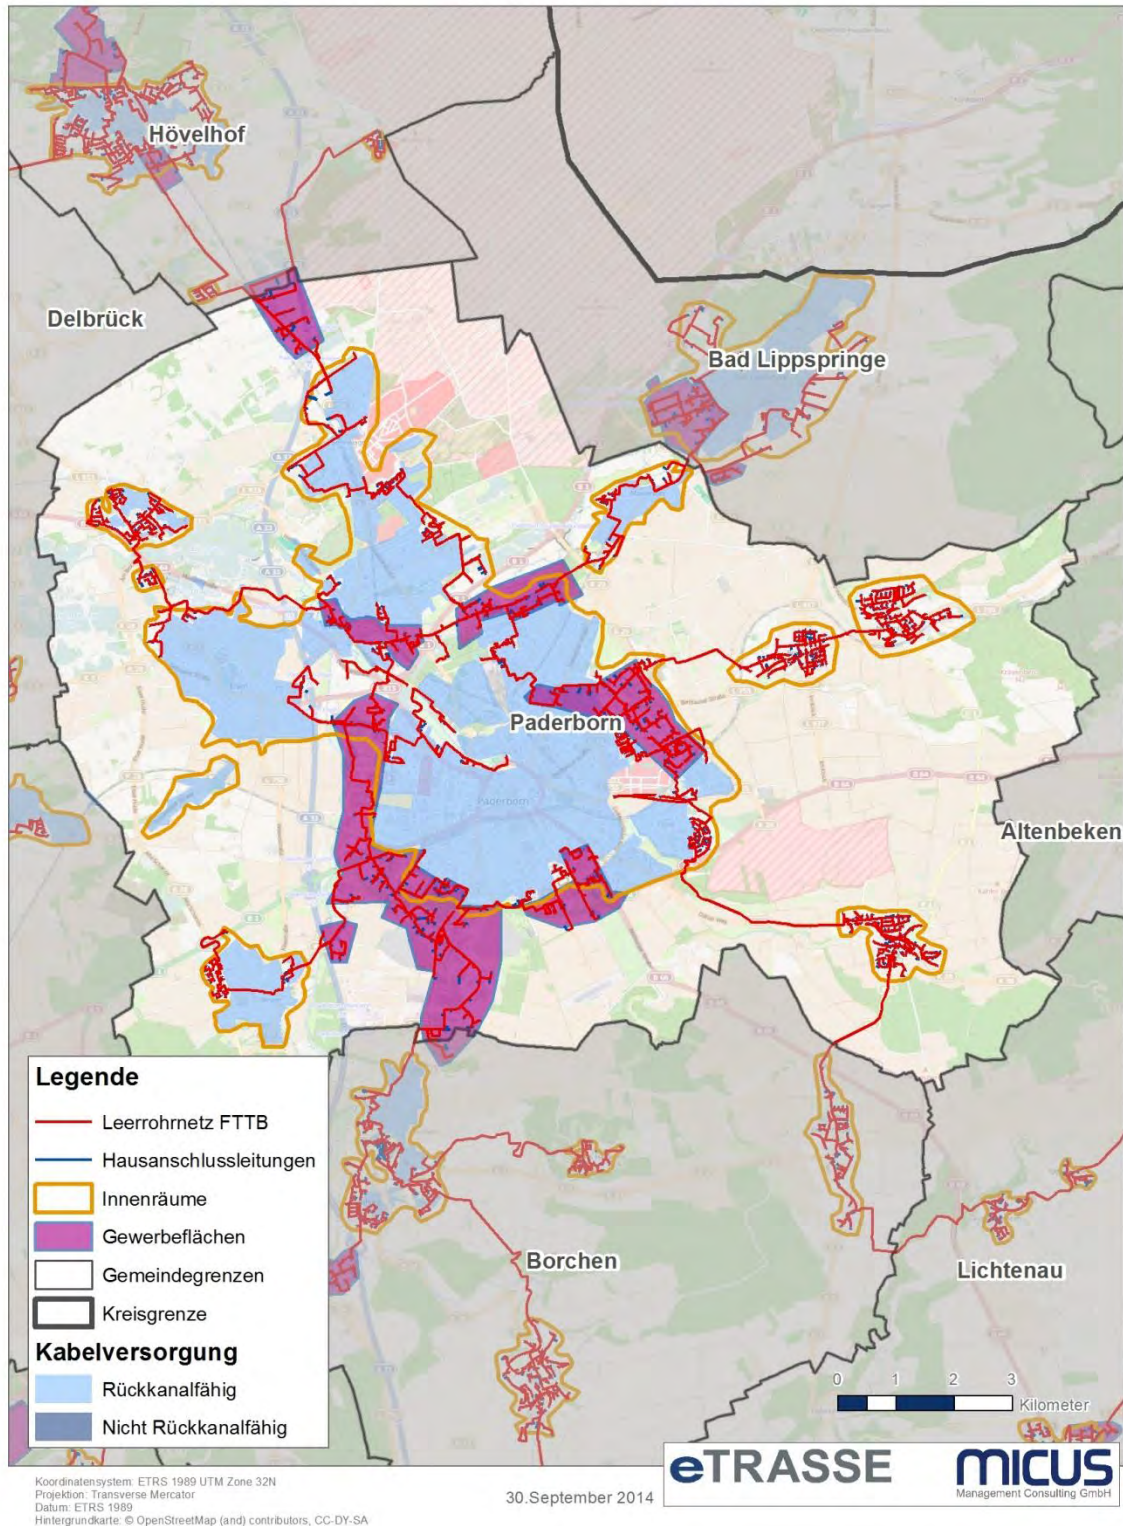 Hövelhof
Delbrück
Bad Lippspringe
Paderborn
Paderborn
Altenbeken
Borchen
Lichtenau
Legende
Leerrohrnetz FTTB
Hausanschlussleitungen
Innenräume
Gewerbeflächen
Gemeindegrenzen
Kreisgrenze
Kabelversorgung
Rückkanalfähig
Nicht Rückkanalfähig
0 1 2 3
Kilometer
eTRASSE
MICUS
Management Consulting GmbH
30.September 2014
Koordinatensystem: ETRS 1989 UTM Zone 32N
Projektion: Transverse Mercator
Datum: ETRS 1989
Hintergrundkarte: © OpenStreetMap (and) contributors, CC-DY-SA